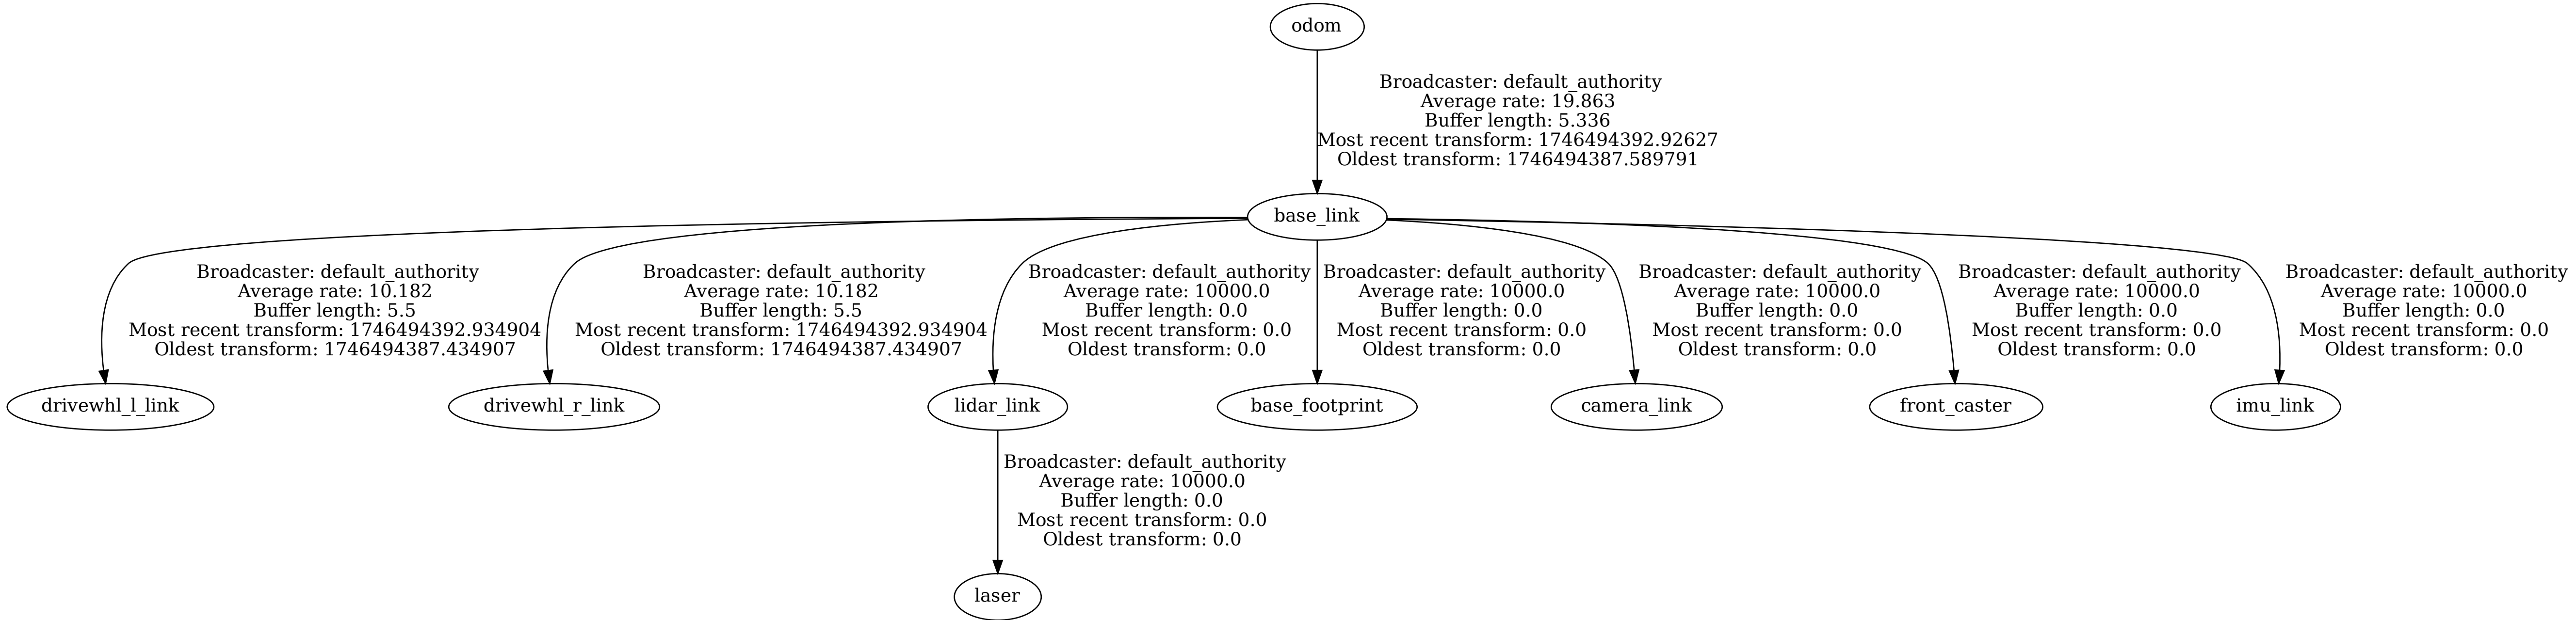 odom
Broadcaster: default_authority
Average rate: 19.863
Buffer length: 5.336
Most recent transform: 1746494392.92627
Oldest transform: 1746494387.589791
base_link
Broadcaster: default_authority
Average rate: 10.182
Buffer length: 5.5
Most recent transform: 1746494392.934904
Oldest transform: 1746494387.434907
Broadcaster: default_authority
Average rate: 10.182
Buffer length: 5.5
Most recent transform: 1746494392.934904
Oldest transform: 1746494387.434907
Broadcaster: default_authority
Average rate: 10000.0
Buffer length: 0.0
Most recent transform: 0.0
Oldest transform: 0.0
Broadcaster: default_authority
Average rate: 10000.0
Buffer length: 0.0
Most recent transform: 0.0
Oldest transform: 0.0
Broadcaster: default_authority
Average rate: 10000.0
Buffer length: 0.0
Most recent transform: 0.0
Oldest transform: 0.0
Broadcaster: default_authority
Average rate: 10000.0
Buffer length: 0.0
Most recent transform: 0.0
Oldest transform: 0.0
Broadcaster: default_authority
Average rate: 10000.0
Buffer length: 0.0
Most recent transform: 0.0
Oldest transform: 0.0
drivewhl_l_link
drivewhl_r_link
lidar_link
base_footprint
camera_link
front_caster
imu_link
Broadcaster: default_authority
Average rate: 10000.0
Buffer length: 0.0
Most recent transform: 0.0
Oldest transform: 0.0
laser